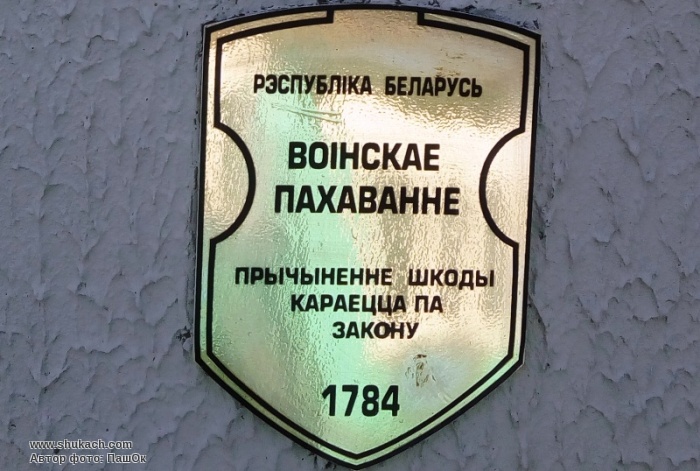 РЭСПУБЛІКА БЕЛАРУСЬ
ВОІНСКАЕ
ПАХАВАННЕ
ПРЫЧЫНЕННЕ ШКОДЫ
КАРАЕЦЦА ПА
ЗАКОНУ
1784
www.shukach.com
Автор фото: ПашОк